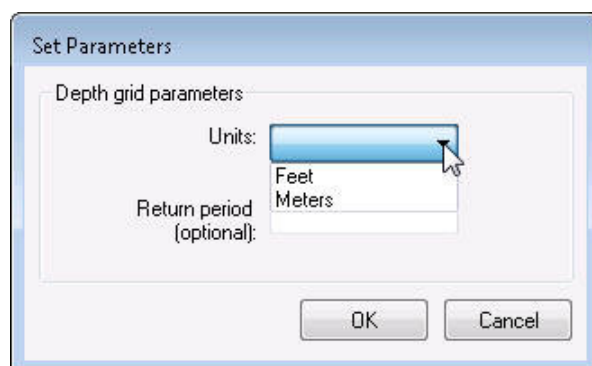 Set Parameters
Depth grid parameters
Units:
Feet
Meters
Return period
(optional):
OK
Cancel